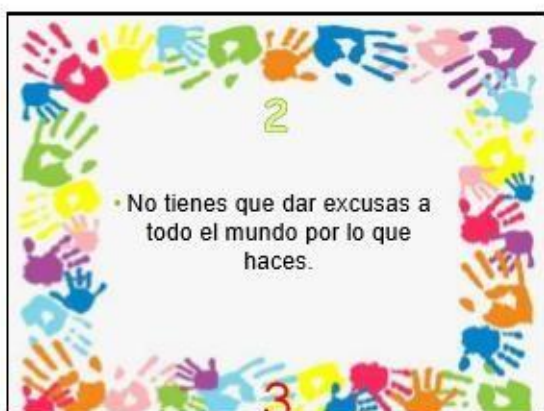 2
• No tienes que dar excusas a
todo el mundo por lo que
haces.
3